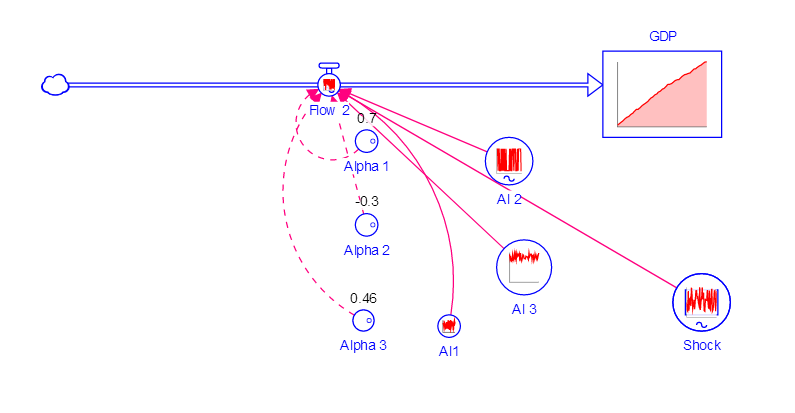 GDP
Flow 2
0.7
Alpha 1
AI 2
-0.3
Alpha 2
AI 3
0.46
Alpha 3
AI1
Shock